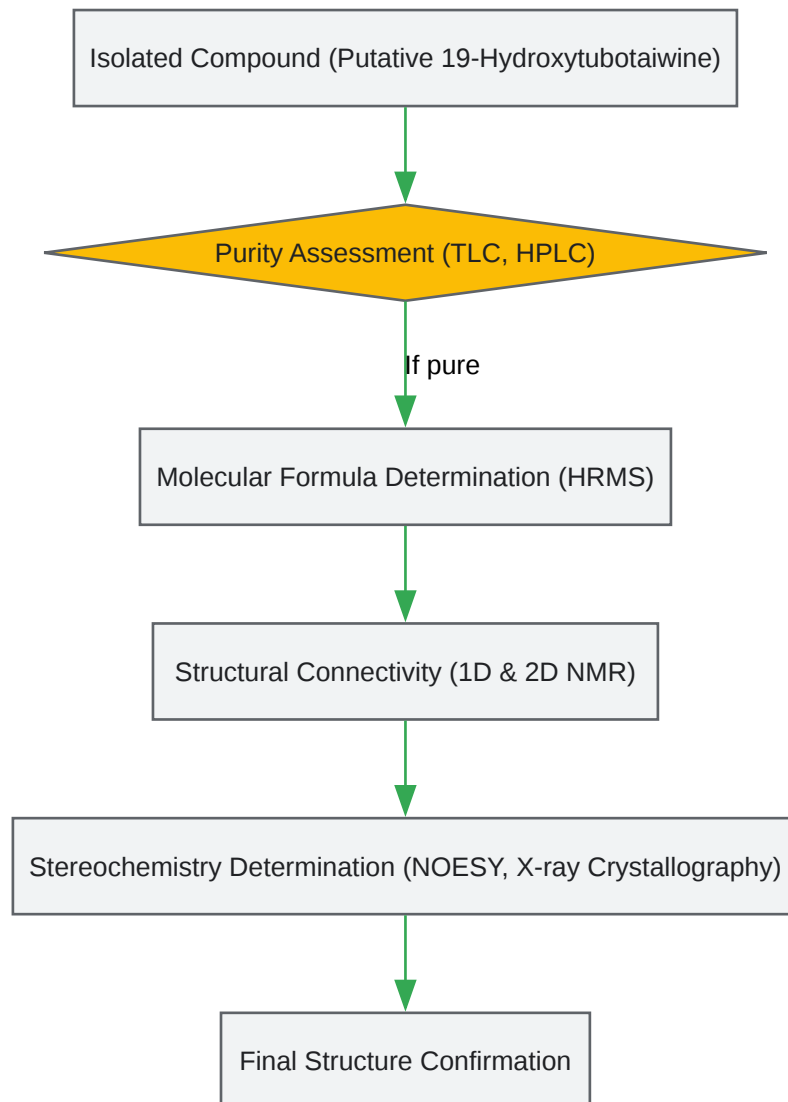 Isolated Compound (Putative 19-Hydroxytubotaiwine)
Purity Assessment (TLC, HPLC)
If pure
Molecular Formula Determination (HRMS)
Structural Connectivity (1D & 2D NMR)
Stereochemistry Determination (NOESY, X-ray Crystallography)
Final Structure Confirmation